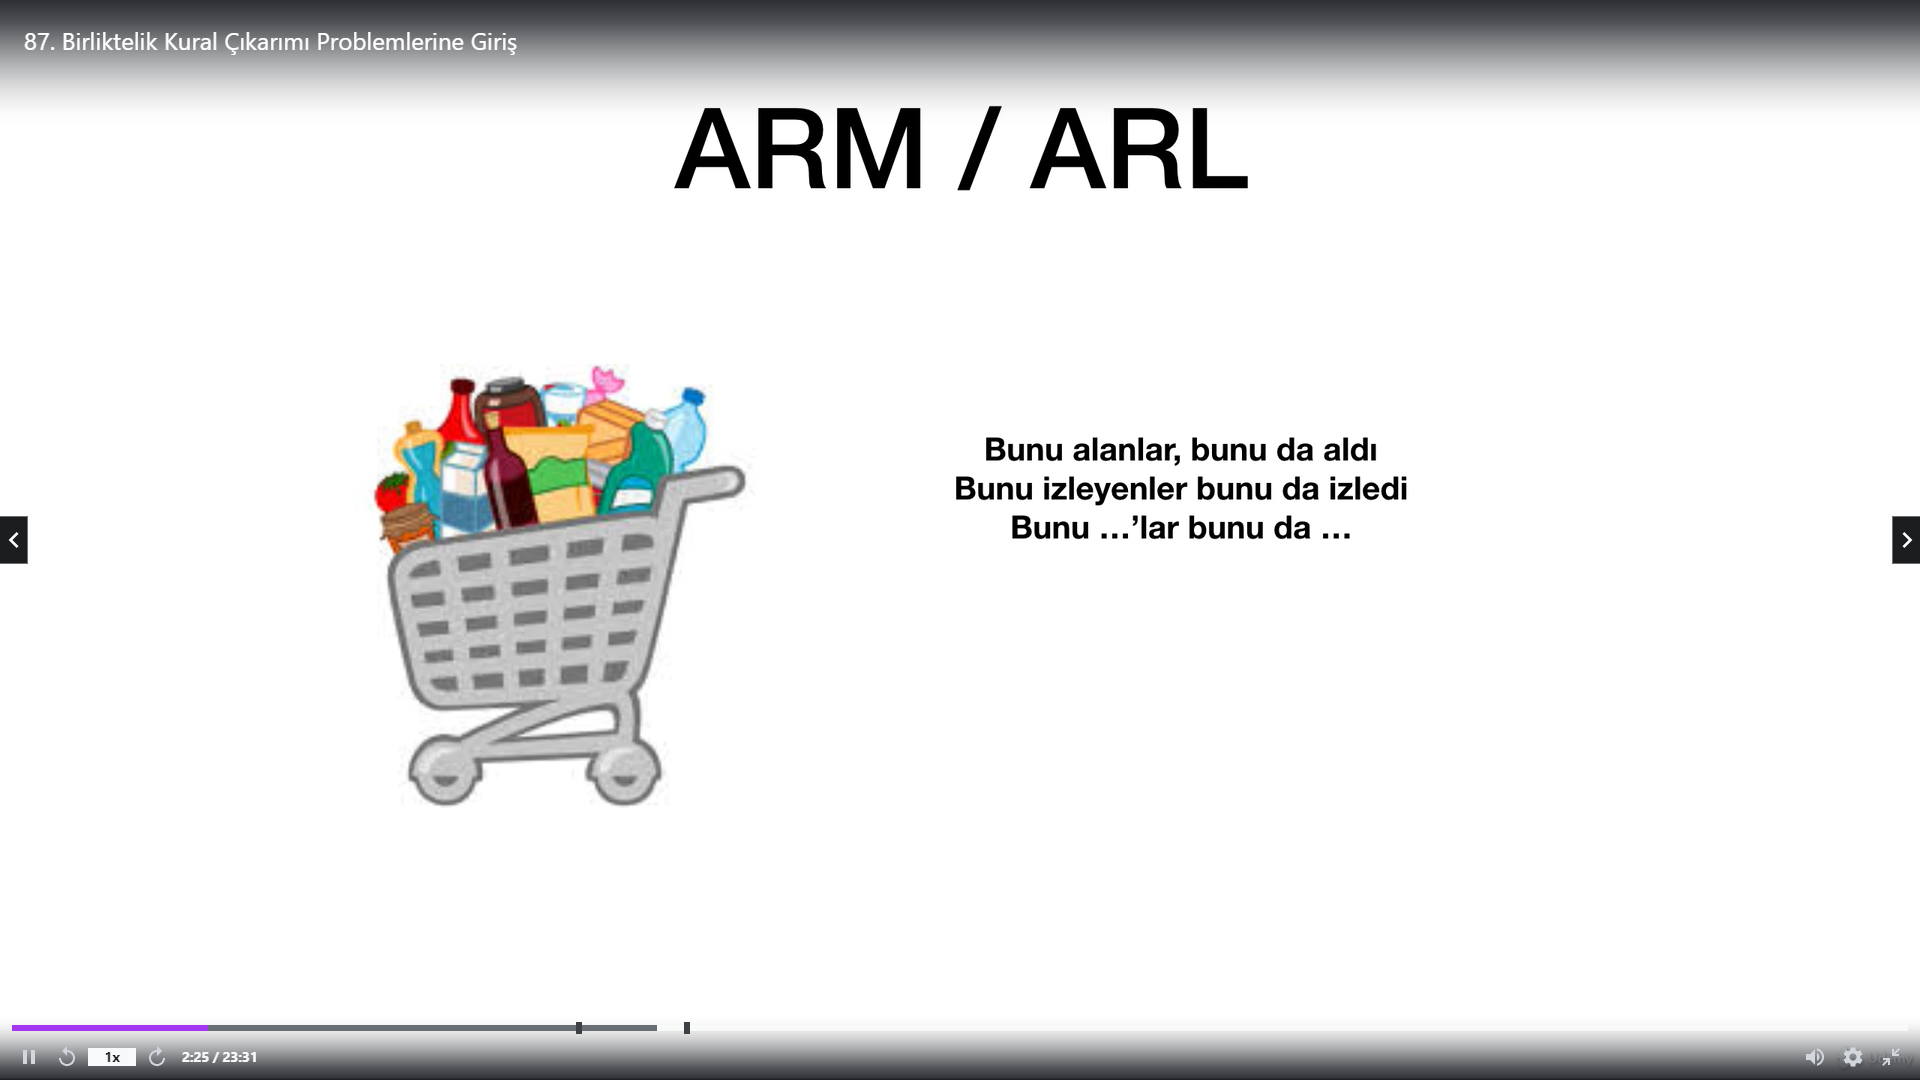 87. Birliktelik Kural Çıkarımı Problemlerine Giriş
ARM / ARL
Bunu alanlar, bunu da aldı
Bunu izleyenler bunu da izledi
Bunu ...’lar bunu da ...
1x
2:25 / 23:31